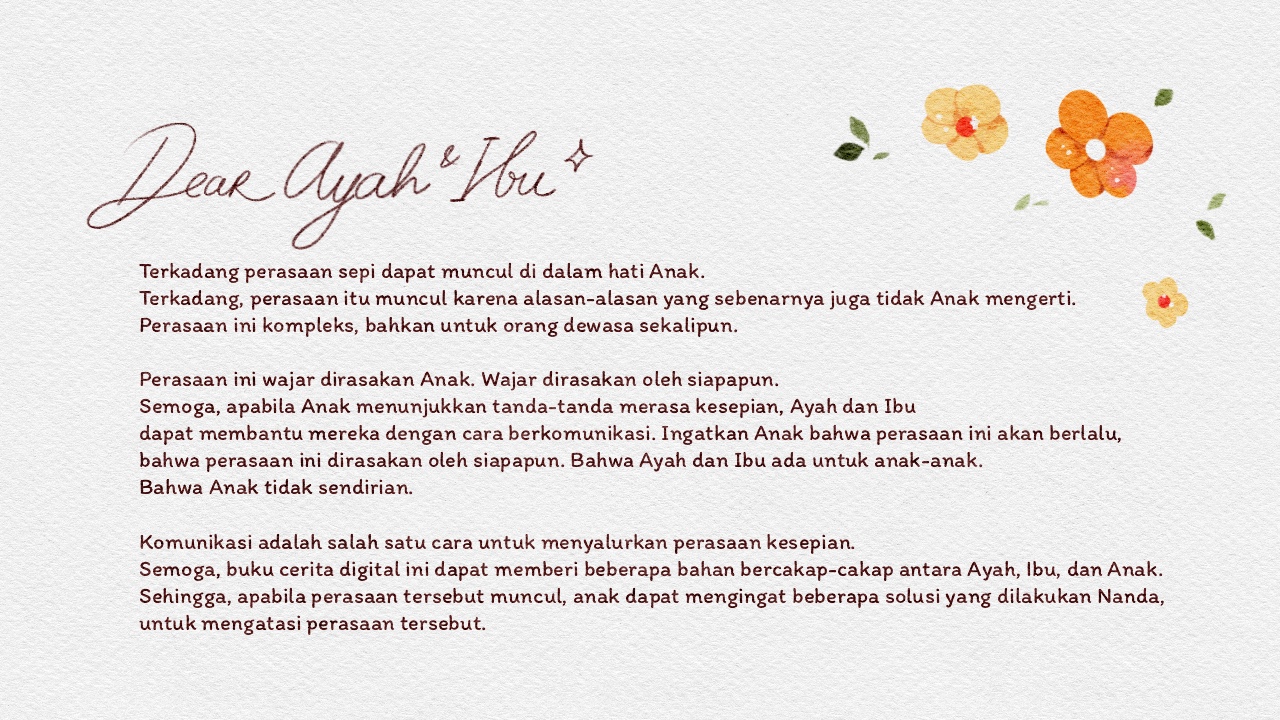 Dear Ayah & Ibu
Terkadang perasaan sepi dapat muncul di dalam hati Anak.
Terkadang, perasaan itu muncul karena alasan-alasan yang sebenarnya juga tidak Anak mengerti.
Perasaan ini kompleks, bahkan untuk orang dewasa sekalipun.
Perasaan ini wajar dirasakan Anak. Wajar dirasakan oleh siapapun.
Semoga, apabila Anak menunjukkan tanda-tanda merasa kesepian, Ayah dan Ibu
dapat membantu mereka dengan cara berkomunikasi. Ingatkan Anak bahwa perasaan ini akan berlalu,
bahwa perasaan ini dirasakan oleh siapapun. Bahwa Ayah dan Ibu ada untuk anak-anak.
Bahwa Anak tidak sendirian.
Komunikasi adalah salah satu cara untuk menyalurkan perasaan kesepian.
Semoga, buku cerita digital ini dapat memberi beberapa bahan bercakap-cakap antara Ayah, Ibu, dan Anak.
Sehingga, apabila perasaan tersebut muncul, anak dapat mengingat beberapa solusi yang dilakukan Nanda,
untuk mengatasi perasaan tersebut.